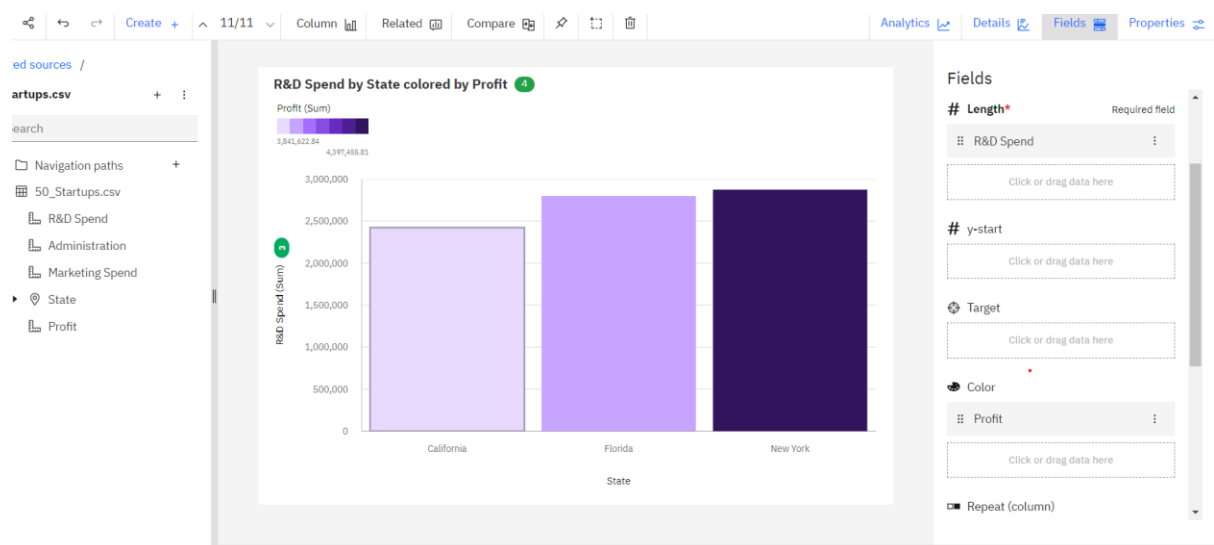 Create +
11/11
Column
Related
Compare
Analytics
Details
Fields
Properties
ed sources /
artups.csv + ⋮
earch
Navigation paths +
50_Startups.csv
R&D Spend
Administration
Marketing Spend
State
Profit
R&D Spend by State colored by Profit 4
Profit (Sum)
3,841,622.84
3,000,000
2,500,000
2,000,000
1,500,000
1,000,000
500,000
0
R&D Spend (Sum) 3
California
Florida
New York
State
Fields
# Length* Required field
R&D Spend
Click or drag data here
# y-start
Click or drag data here
Target
Click or drag data here
Color
Profit
Click or drag data here
Repeat (column)